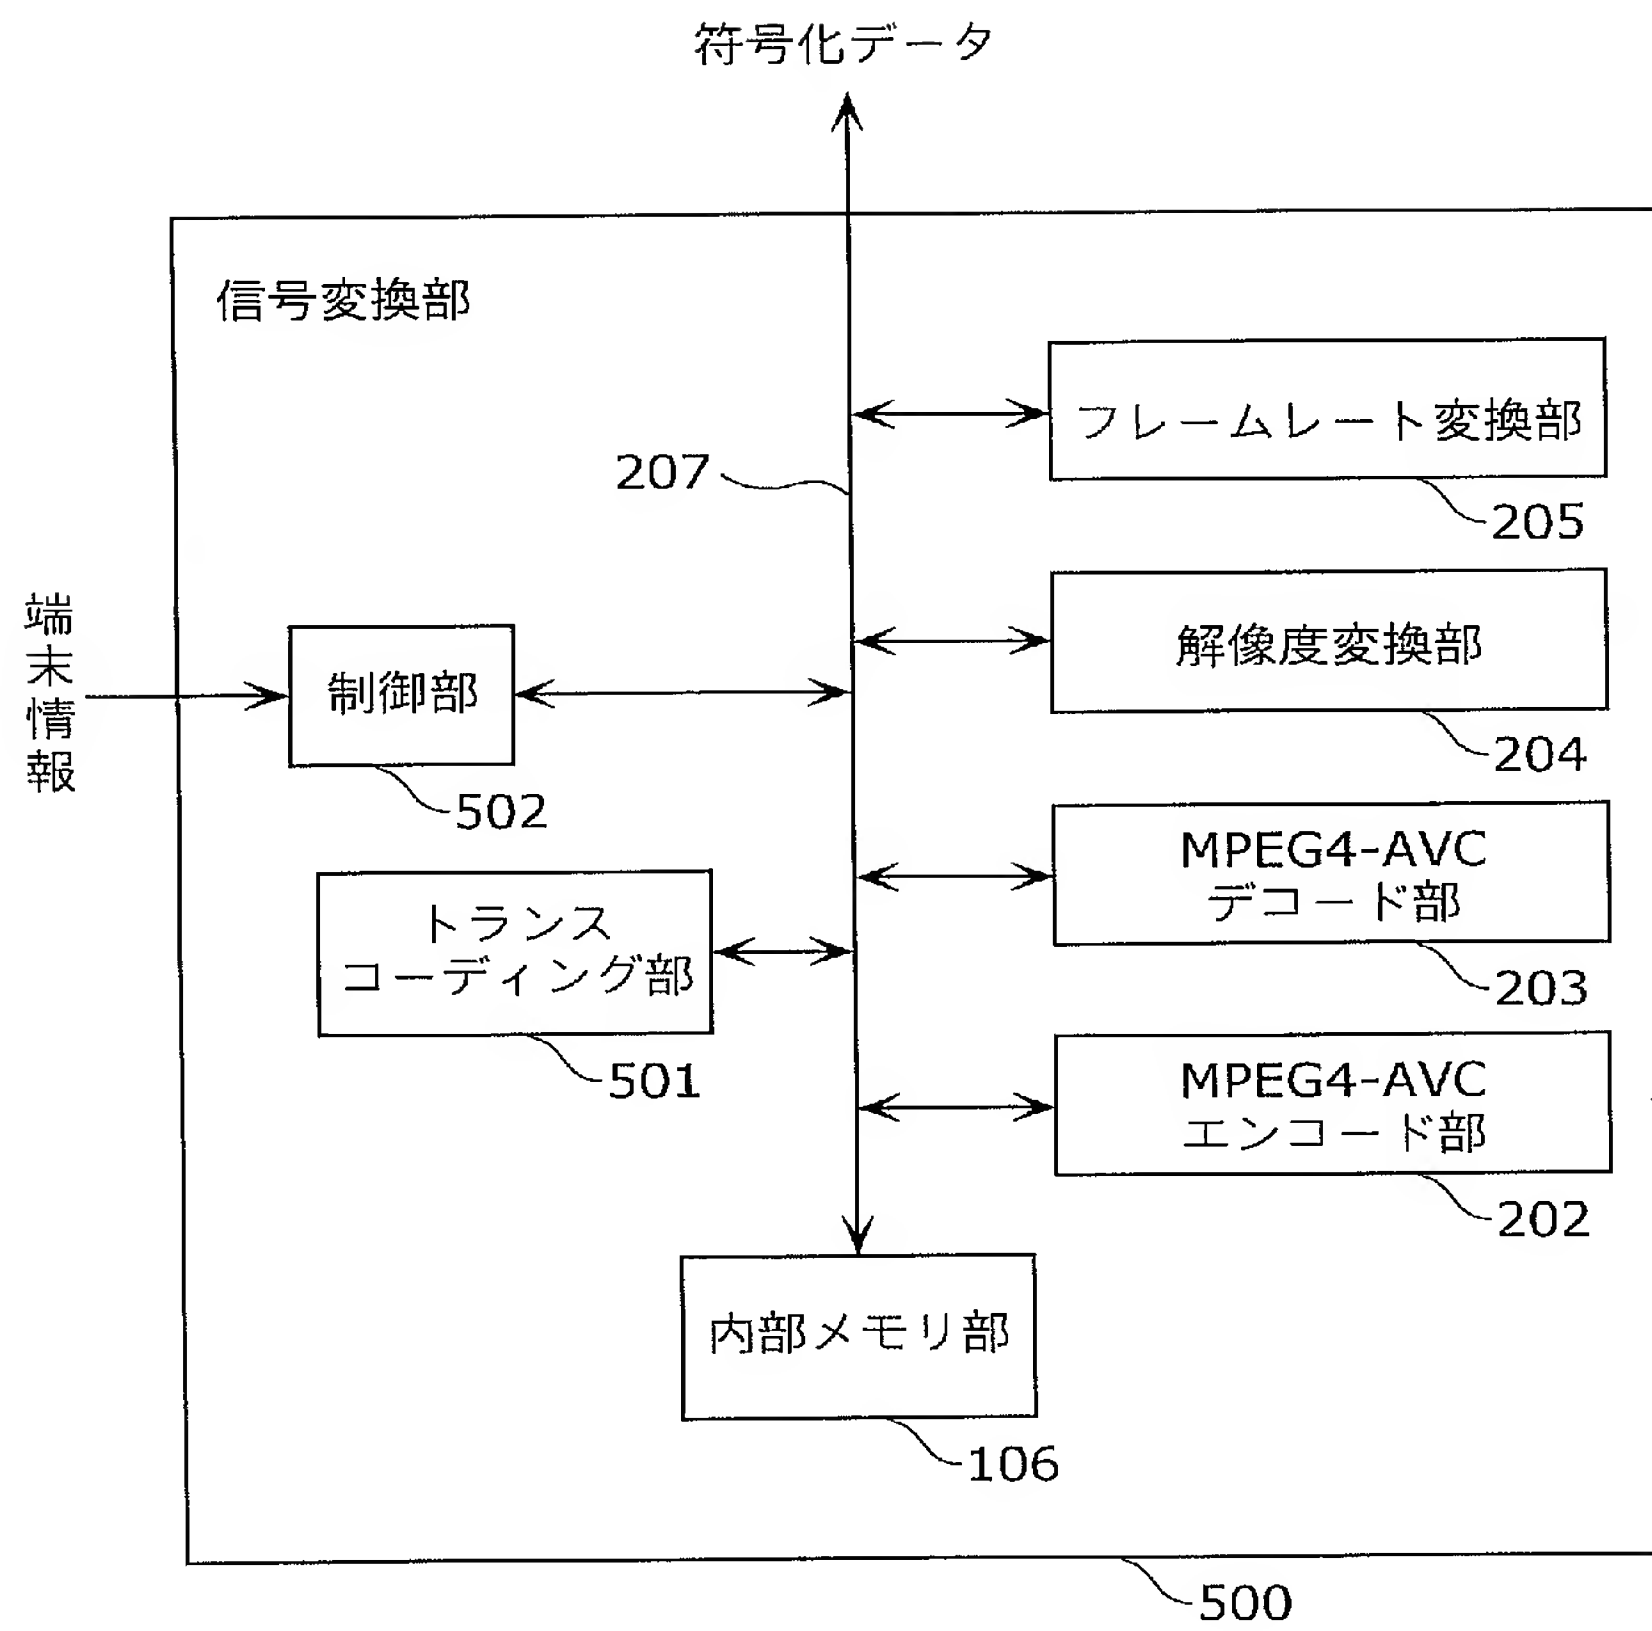 符号化データ
信号変換部
フレームレート変換部
207
205
端末情報
解像度変換部
制御部
204
502
MPEG4-AVC
デコード部
トランス
コーディング部
203
501
MPEG4-AVC
エンコード部
202
内部メモリ部
106
500